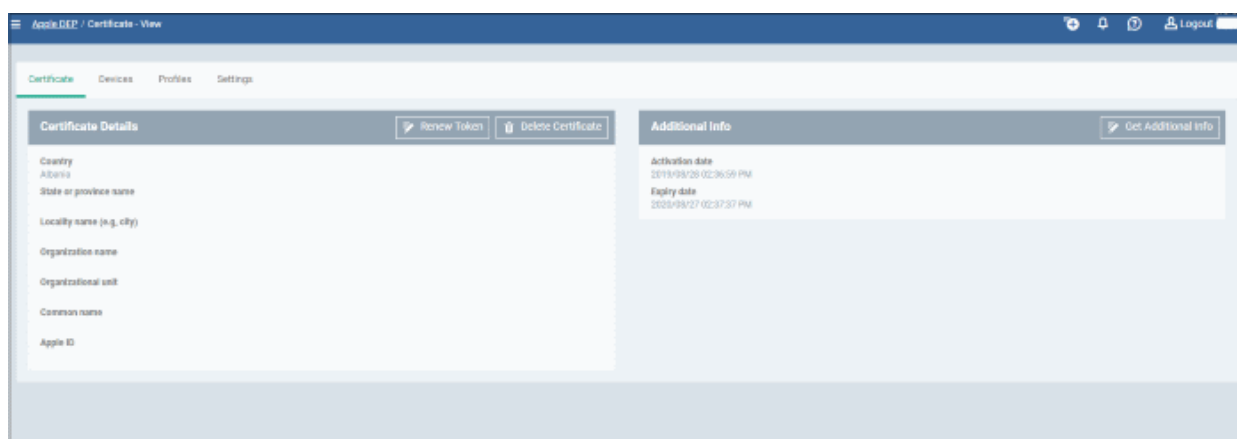 Apple DEP / Certificate - View
Logout
Certificate Devices Profiles Settings
Certificate Details
Renew Token
Delete Certificate
Country
Albania
State or province name
Locality name (e.g, city)
Organization name
Organizational unit
Common name
Apple ID
Additional Info
Get Additional Info
Activation date
2019/08/28 02:36:59 PM
Expiry date
2020/08/27 02:37:37 PM